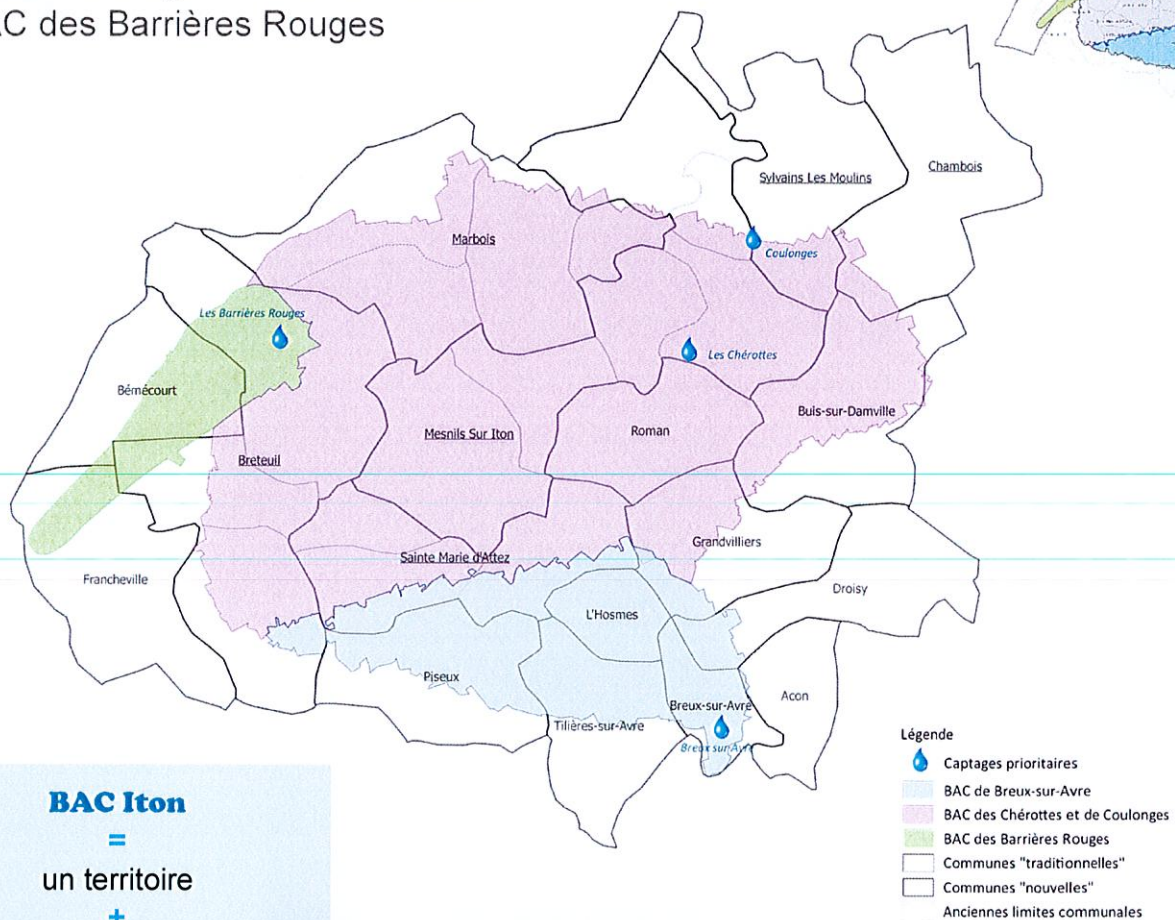 AC des Barrières Rouges
Sylvains Les Moulins
Chambois
Marbois
Coulonges
Les Barrières Rouges
Les Chérottes
Bémécourt
Buis-sur-Damville
Mesnils Sur Iton
Roman
Breteuil
Grandvilliers
Sainte Marie d'Attez
Francheville
Droisy
L'Hosmes
Piseux
Acon
Breux-sur-Avre
Tilières-sur-Avre
Breux sur Avre
Légende
Captages prioritaires
BAC de Breux-sur-Avre
BAC des Chérottes et de Coulonges
BAC des Barrières Rouges
Communes "traditionnelles"
Communes "nouvelles"
Anciennes limites communales
BAC Iton
=
un territoire
+